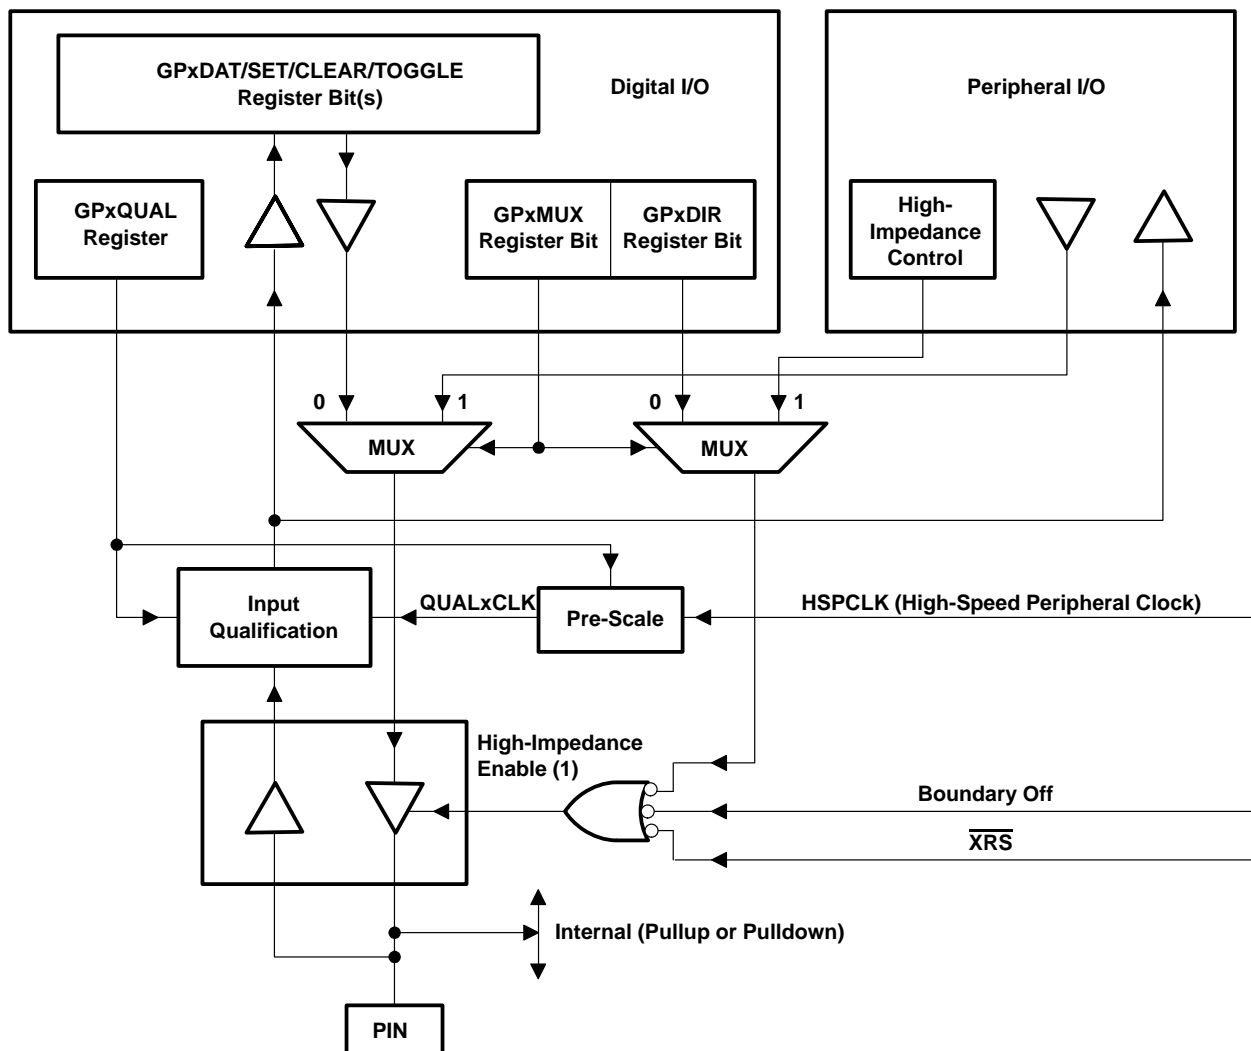 GPxDAT/SET/CLEAR/TOGGLE
Register Bit(s)
Digital I/O
Peripheral I/O
GPxQUAL
Register
GPxMUX
Register Bit
GPxDIR
Register Bit
High-
Impedance
Control
0
1
0
1
MUX
MUX
Input
Qualification
QUALxCLK
Pre-Scale
HSPCLK (High-Speed Peripheral Clock)
High-Impedance
Enable (1)
Boundary Off
XRS
Internal (Pullup or Pulldown)
PIN